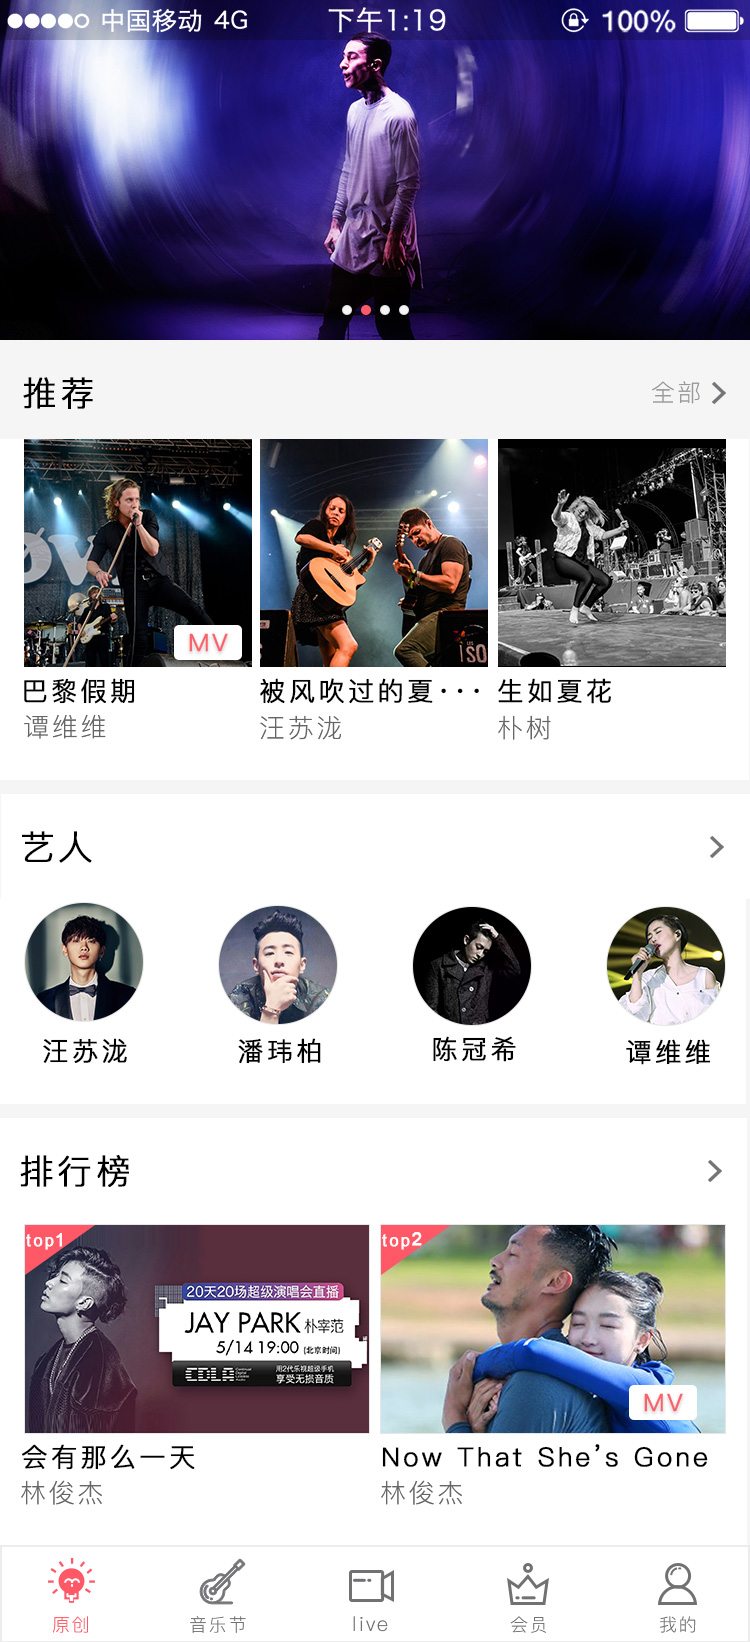 中国移动 4G 下午1:19 100%
推荐 全部
MV
巴黎假期 被风吹过的夏··· 生如夏花
谭维维 汪苏泷 朴树
艺人
汪苏泷 潘玮柏 陈冠希 谭维维
排行榜
top1 top2
20天20场超级演唱会直播
JAY PARK 朴宰范
5/14 19:00 (北京时间)
CDLA 用2代乐视超级手机
享受无损音质
MV
会有那么一天 Now That She's Gone
林俊杰 林俊杰
原创 音乐节 live 会员 我的